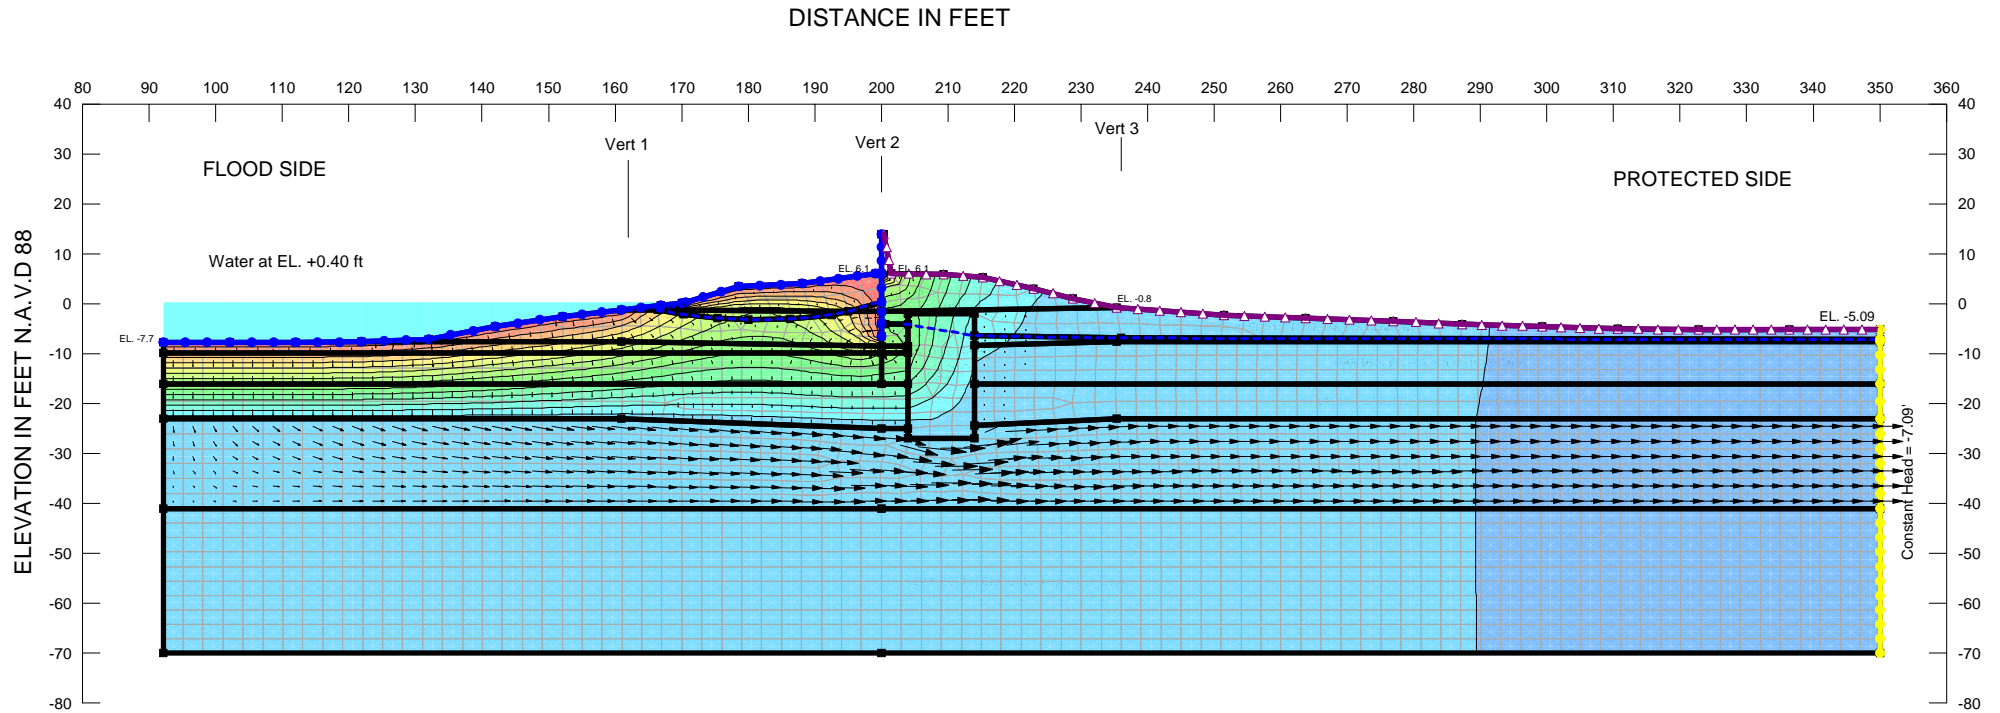 DISTANCE IN FEET
80 90 100 110 120 130 140 150 160 170 180 190 200 210 220 230 240 250 260 270 280 290 300 310 320 330 340 350 360
40 40
Vert 1 Vert 2 Vert 3
30 30
FLOOD SIDE PROTECTED SIDE
20 20
10 10
Water at EL. +0.40 ft
EL. 6.1 EL. 6.1
0 0
EL. -0.8
EL. -7.7 EL. -5.09
-10 -10
-20 -20
-30 -30
-40 -40
-50 -50
-60 -60
-70 -70
-80 -80
ELEVATION IN FEET N.A.V.D 88
Constant Head = -7.09'